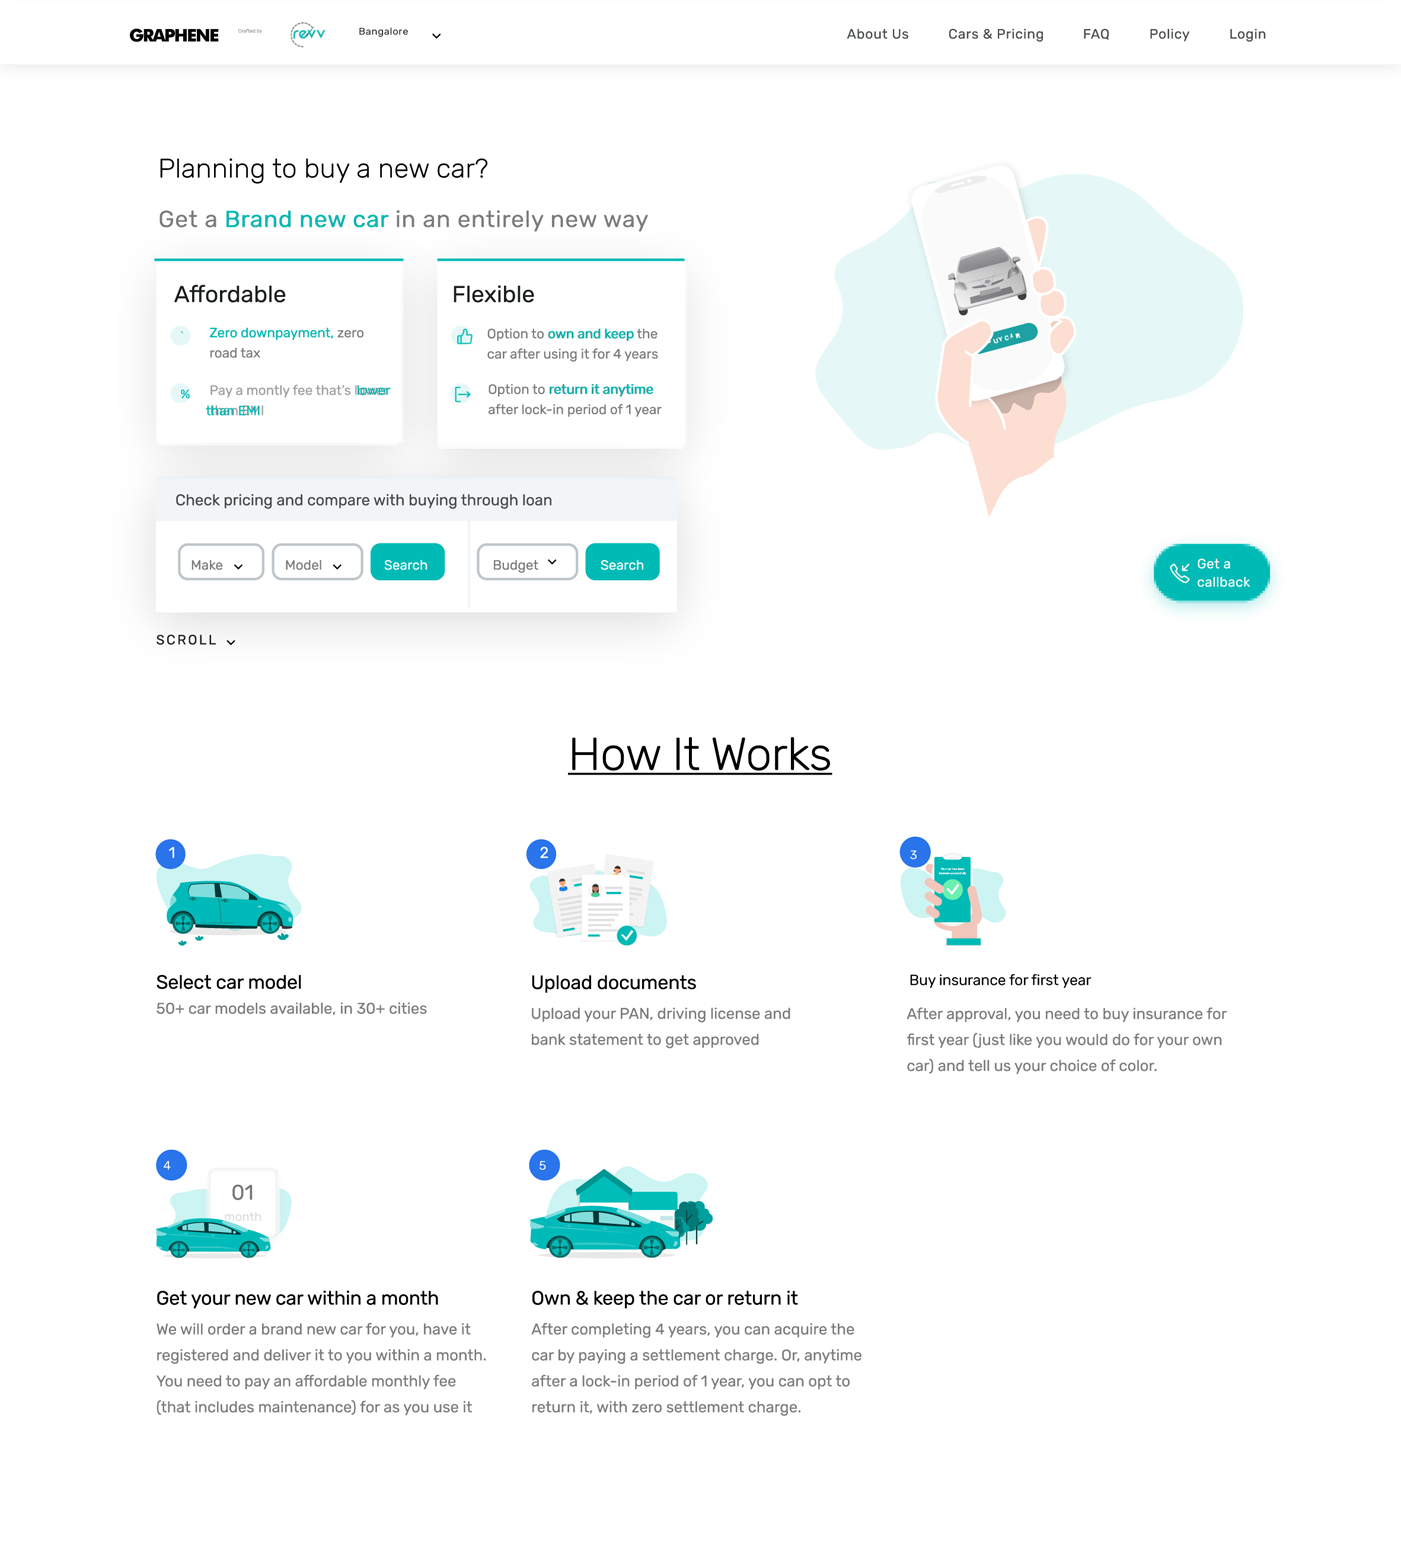 GRAPHENE Crafted by revv Bangalore About Us Cars & Pricing FAQ Policy Login
Planning to buy a new car?
Get a Brand new car in an entirely new way
Affordable
Zero downpayment, zero
road tax
% Pay a montly fee that's lower
than EMI
Flexible
Option to own and keep the
car after using it for 4 years
Option to return it anytime
after lock-in period of 1 year
Check pricing and compare with buying through loan
Make Model Search Budget Search
SCROLL
BUY CAR
Get a
callback
How It Works
1
Select car model
50+ car models available, in 30+ cities
2
Upload documents
Upload your PAN, driving license and
bank statement to get approved
3
Buy insurance for first year
After approval, you need to buy insurance for
first year (just like you would do for your own
car) and tell us your choice of color.
4
01
month
Get your new car within a month
We will order a brand new car for you, have it
registered and deliver it to you within a month.
You need to pay an affordable monthly fee
(that includes maintenance) for as you use it
5
Own & keep the car or return it
After completing 4 years, you can acquire the
car by paying a settlement charge. Or, anytime
after a lock-in period of 1 year, you can opt to
return it, with zero settlement charge.